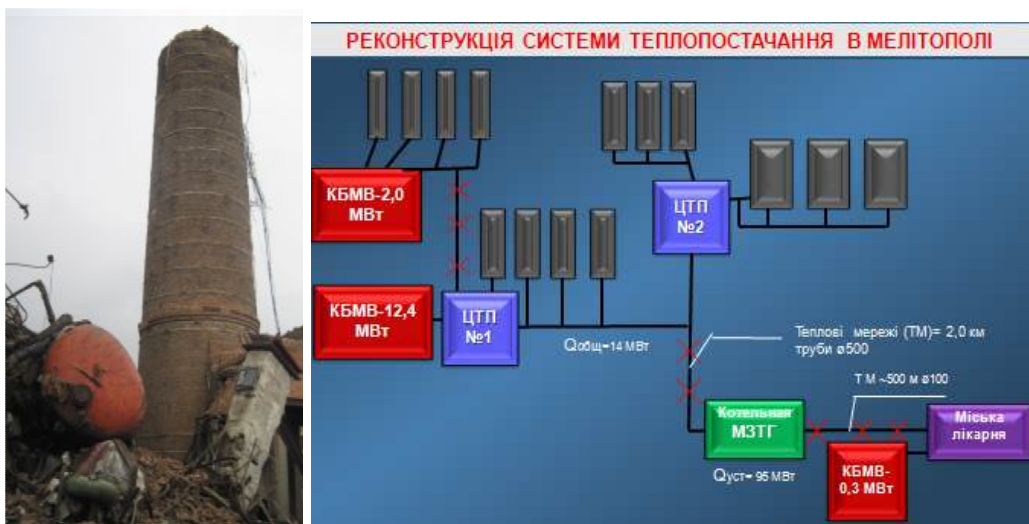 РЕКОНСТРУКЦІЯ СИСТЕМИ ТЕПЛОПОСТАЧАННЯ В МЕЛІТОПОЛІ
КБМВ-2,0
МВт
ЦТП
№2
КБМВ-12,4
МВт
ЦТП
№1
Qобщ=14 МВт
Теплові мережі (ТМ)= 2,0 км
труби ø500
Т М ~500 м ø100
Котельная
МЗТГ
Міська
лікарня
Qуст= 95 МВт
КБМВ-
0,3 МВт